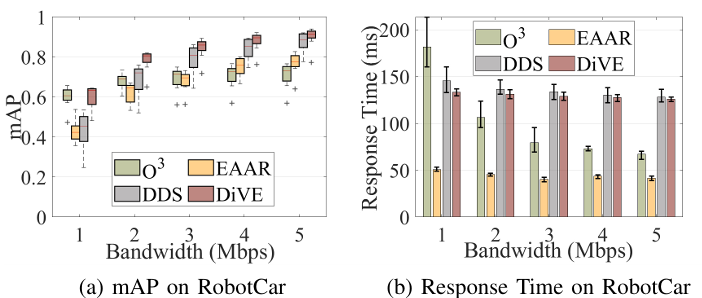 1
0.8
0.6
0.4
0.2
0
mAP
O³ EAAR
DDS DiVE
1 2 3 4 5
Bandwidth (Mbps)
(a) mAP on RobotCar
200
150
100
50
0
Response Time (ms)
O³ EAAR
DDS DiVE
1 2 3 4 5
Bandwidth (Mbps)
(b) Response Time on RobotCar